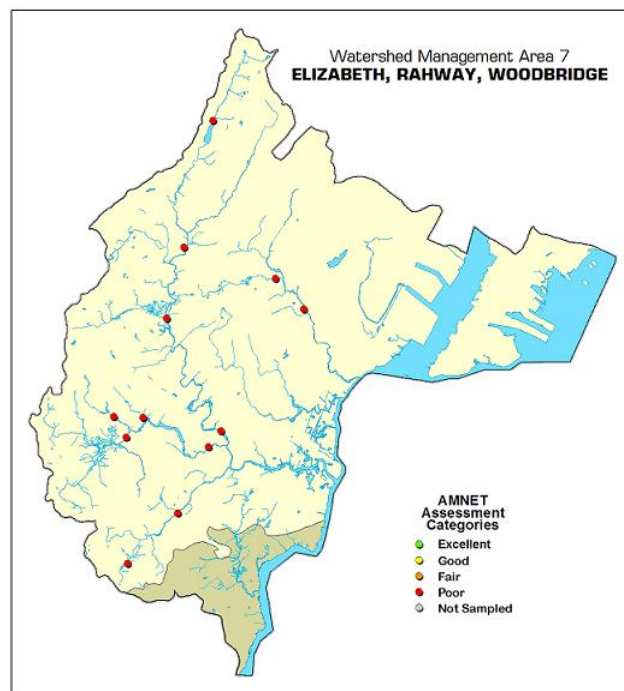 Watershed Management Area 7
ELIZABETH, RAHWAY, WOODBRIDGE
AMNET
Assessment
Categories
Excellent
Good
Fair
Poor
Not Sampled